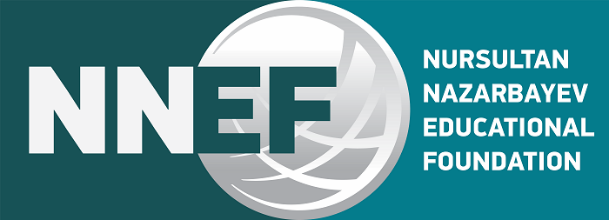 NNEF
NURSULTAN
NAZARBAYEV
EDUCATIONAL
FOUNDATION